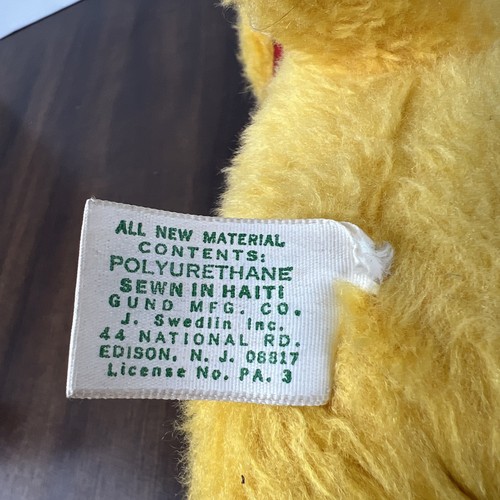 ALL NEW MATERIAL
CONTENTS:
POLYURETHANE
SEWN IN HAITI
GUND MFG. CO.
J. Swedlin Inc.
44 NATIONAL RD.
EDISON, N. J. 08817
License No. PA. 3